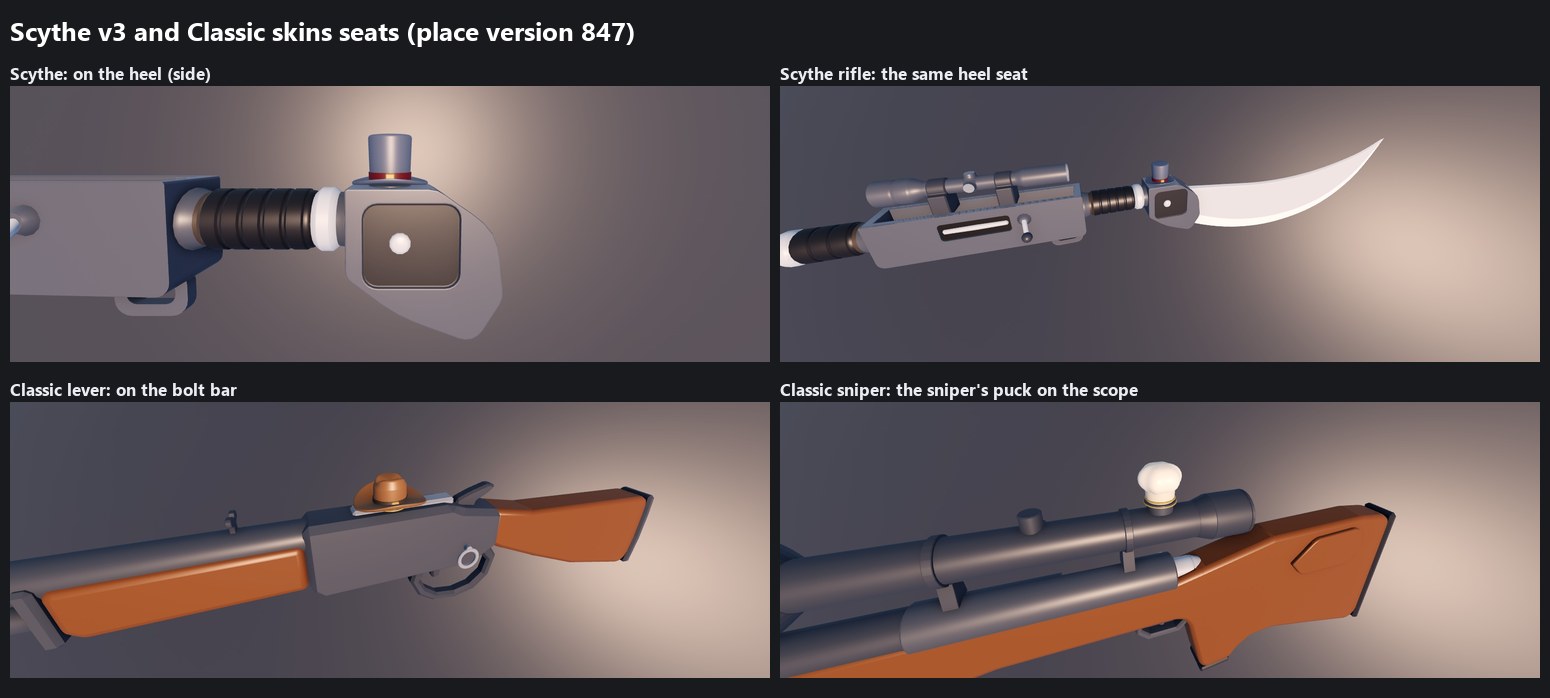 Scythe v3 and Classic skins seats (place version 847)
Scythe: on the heel (side)
Scythe rifle: the same heel seat
Classic lever: on the bolt bar
Classic sniper: the sniper's puck on the scope